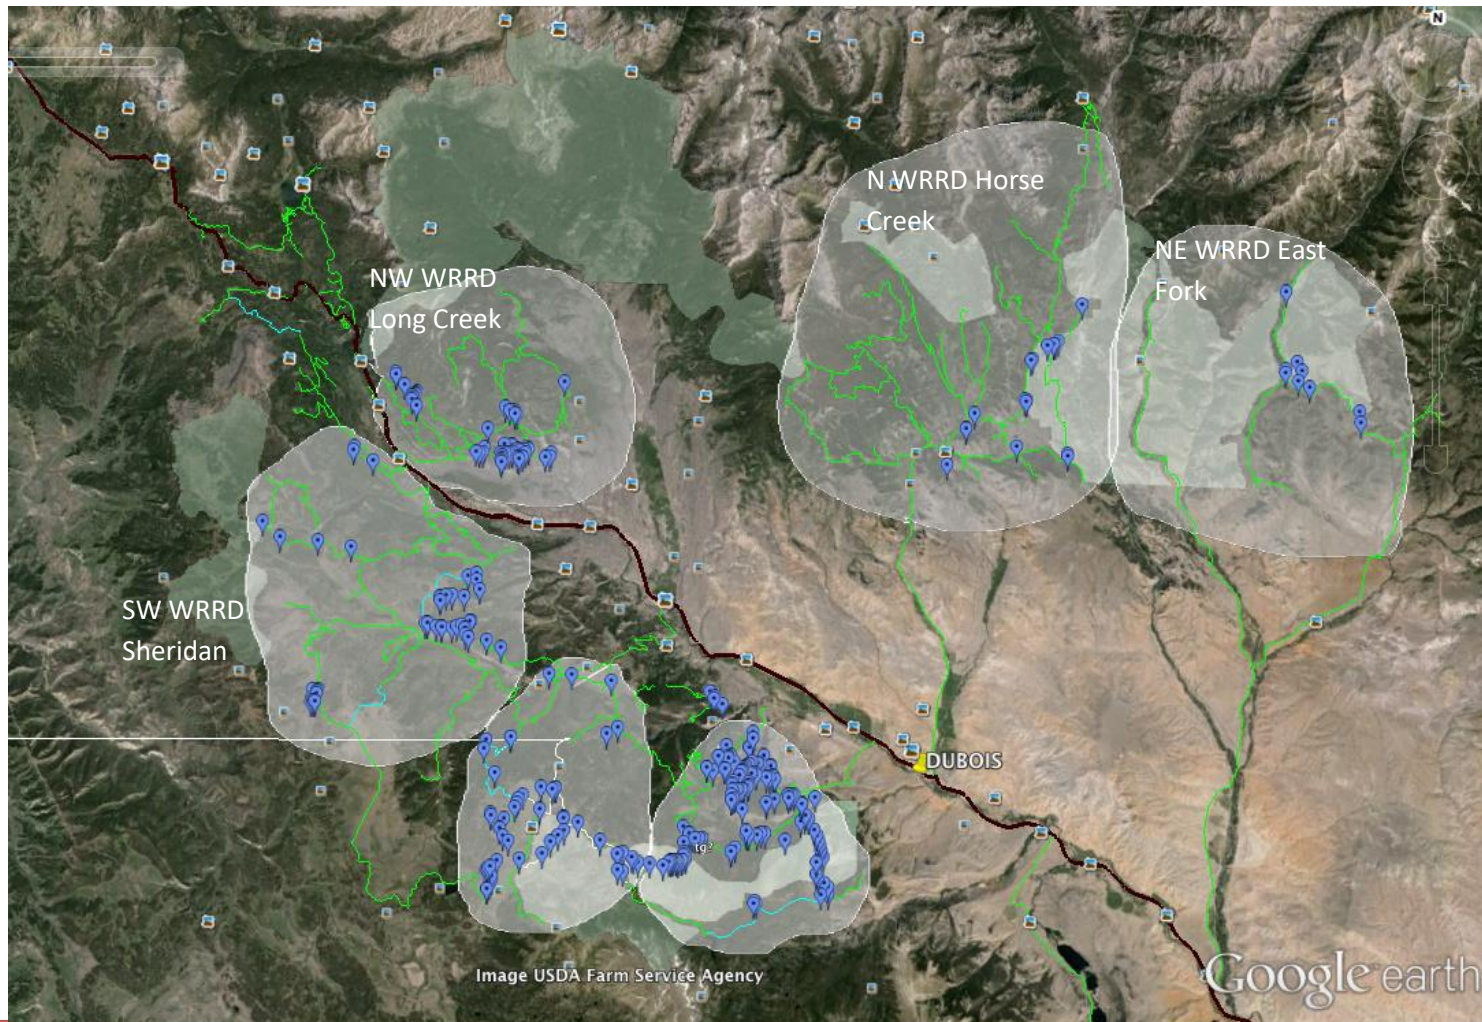 N
N WRRD Horse
Creek
NE WRRD East
Fork
NW WRRD
Long Creek
SW WRRD
Sheridan
DUBOIS
tg?
Image USDA Farm Service Agency
Google earth